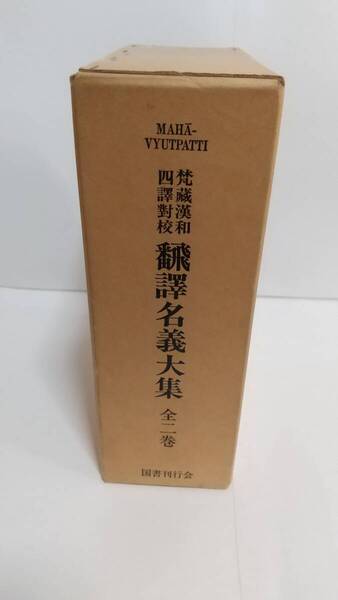 MAHĀ-
VYUTPATTI
梵藏漢和
四譯對校
飜譯名義大集
全二巻
国書刊行会